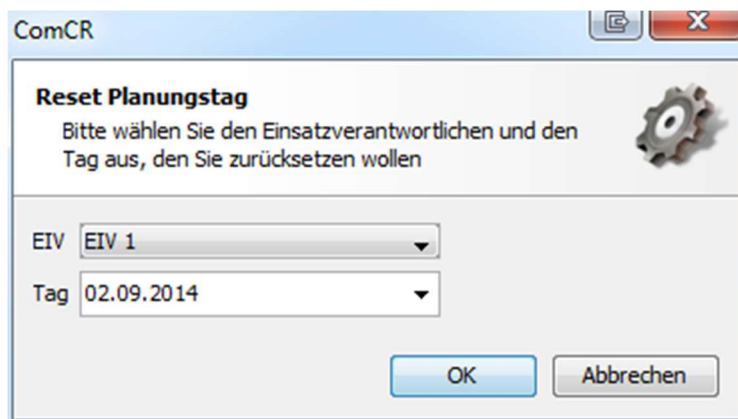 ComCR
Reset Planungstag
Bitte wählen Sie den Einsatzverantwortlichen und den
Tag aus, den Sie zurücksetzen wollen
EIV EIV 1
Tag 02.09.2014
OK Abbrechen